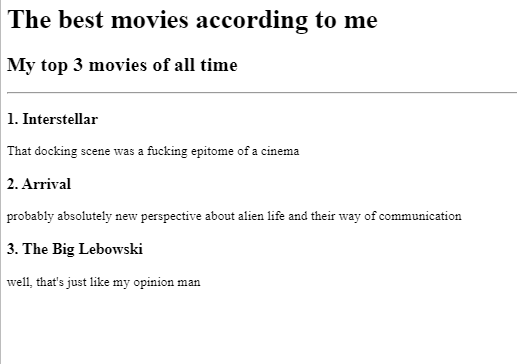 The best movies according to me
My top 3 movies of all time
1. Interstellar
That docking scene was a fucking epitome of a cinema
2. Arrival
probably absolutely new perspective about alien life and their way of communication
3. The Big Lebowski
well, that's just like my opinion man